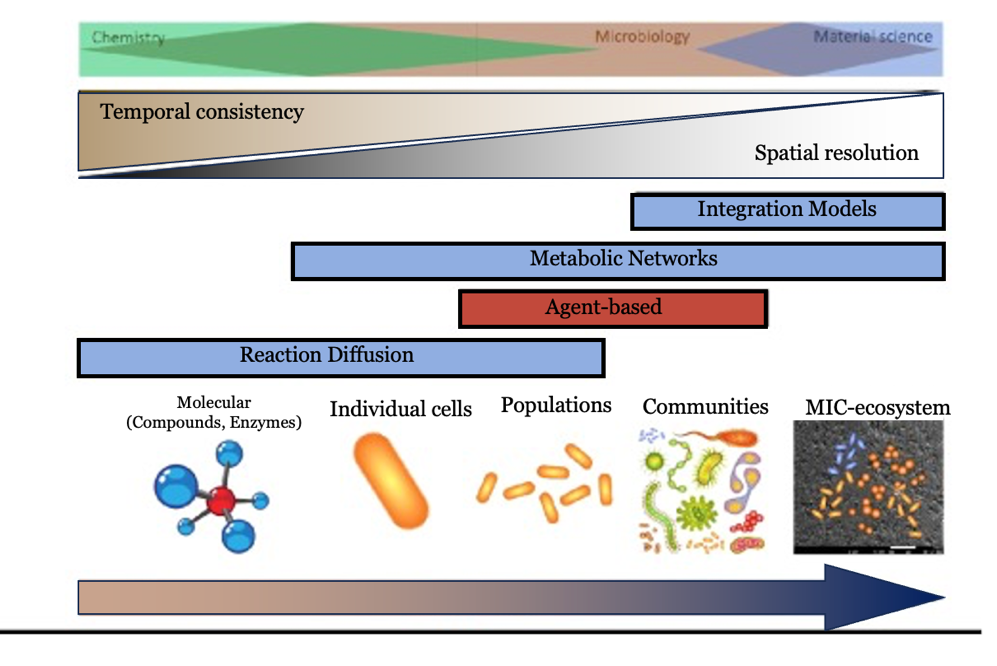 Chemistry
Microbiology
Material science
Temporal consistency
Spatial resolution
Integration Models
Metabolic Networks
Agent-based
Reaction Diffusion
Molecular
(Compounds, Enzymes)
Individual cells
Populations
Communities
MIC-ecosystem